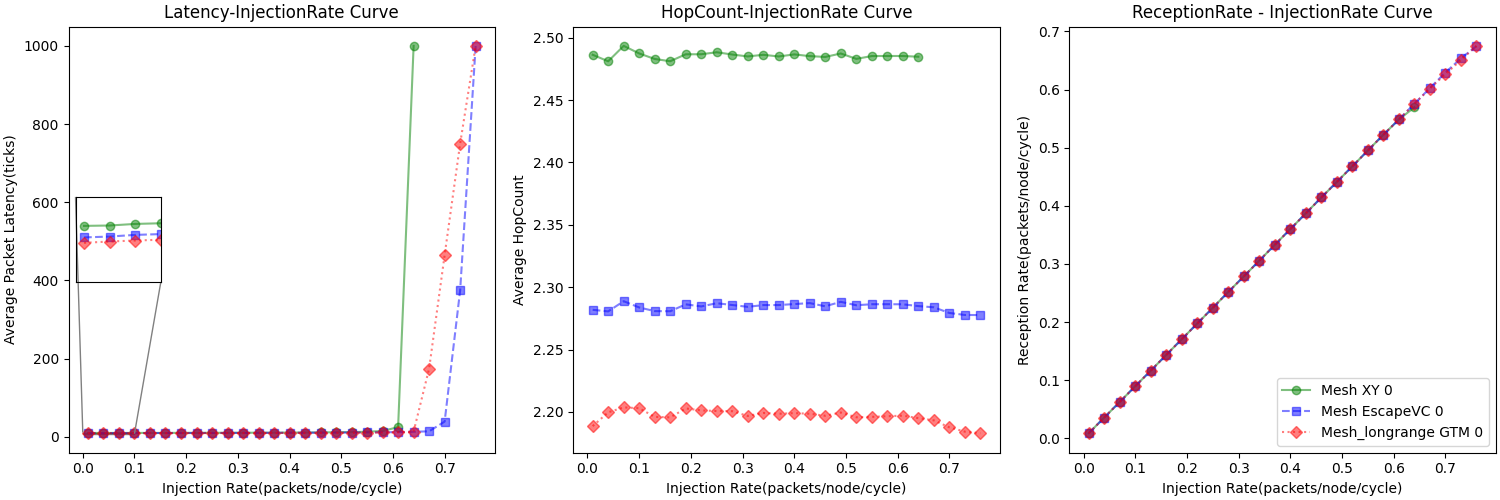 Latency-InjectionRate Curve
Average Packet Latency(ticks)
1000
800
600
400
200
0
0.0 0.1 0.2 0.3 0.4 0.5 0.6 0.7
Injection Rate(packets/node/cycle)
HopCount-InjectionRate Curve
Average HopCount
2.50
2.45
2.40
2.35
2.30
2.25
2.20
0.0 0.1 0.2 0.3 0.4 0.5 0.6 0.7
Injection Rate(packets/node/cycle)
ReceptionRate - InjectionRate Curve
Reception Rate(packets/node/cycle)
0.7
0.6
0.5
0.4
0.3
0.2
0.1
0.0
Mesh XY 0
Mesh EscapeVC 0
Mesh_longrange GTM 0
0.0 0.1 0.2 0.3 0.4 0.5 0.6 0.7
Injection Rate(packets/node/cycle)